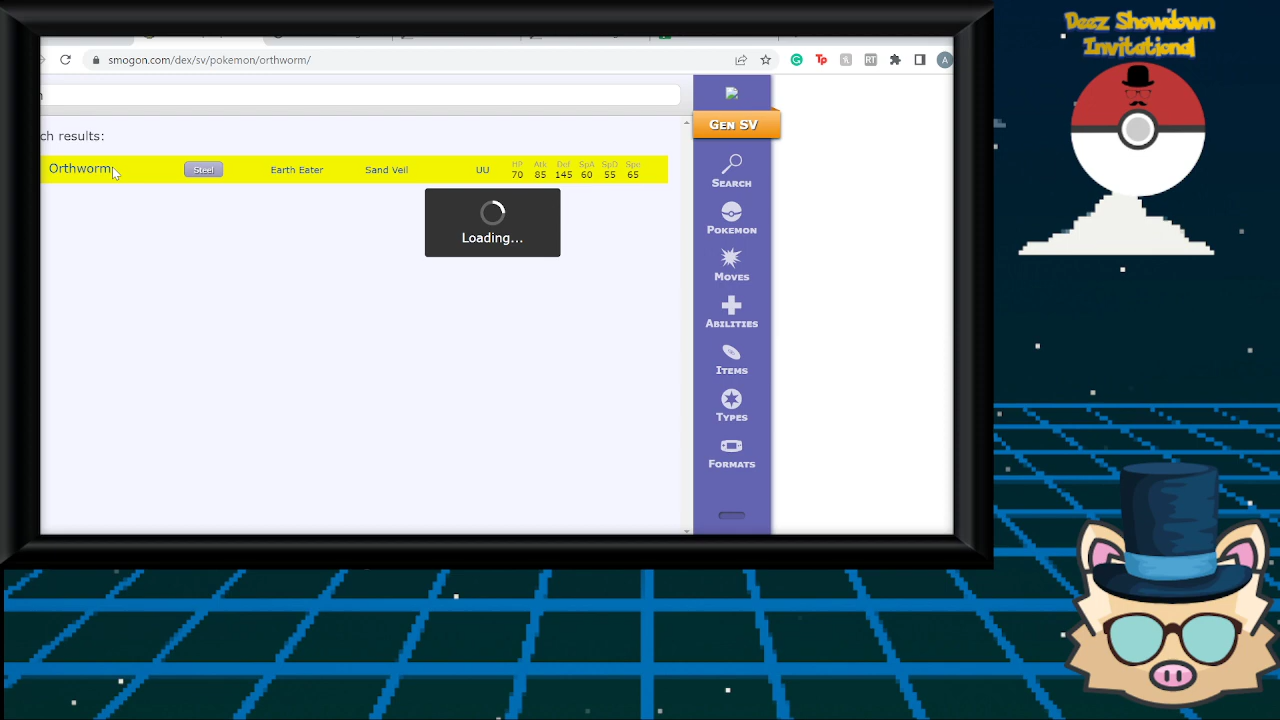 Deez Showdown
Invitational
smogon.com/dex/sv/pokemon/orthworm/
Tp
RT
A
n
ch results:
Orthworm
Steel
Earth Eater
Sand Veil
UU
HP Atk Def SpA SpD Spe
70 85 145 60 55 65
Loading...
GEN SV
SEARCH
POKEMON
MOVES
ABILITIES
ITEMS
TYPES
FORMATS